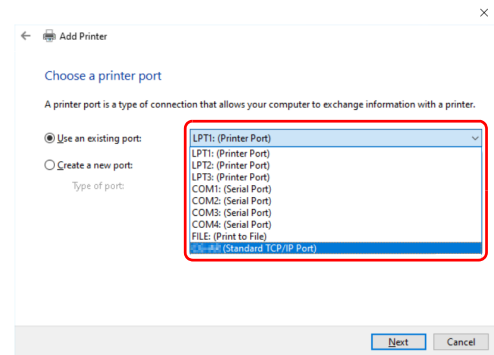 Add Printer
Choose a printer port
A printer port is a type of connection that allows your computer to exchange information with a printer.
Use an existing port:
LPT1: (Printer Port)
LPT1: (Printer Port)
LPT2: (Printer Port)
LPT3: (Printer Port)
COM1: (Serial Port)
COM2: (Serial Port)
COM3: (Serial Port)
COM4: (Serial Port)
FILE: (Print to File)
(Standard TCP/IP Port)
Create a new port:
Type of port:
Next
Cancel